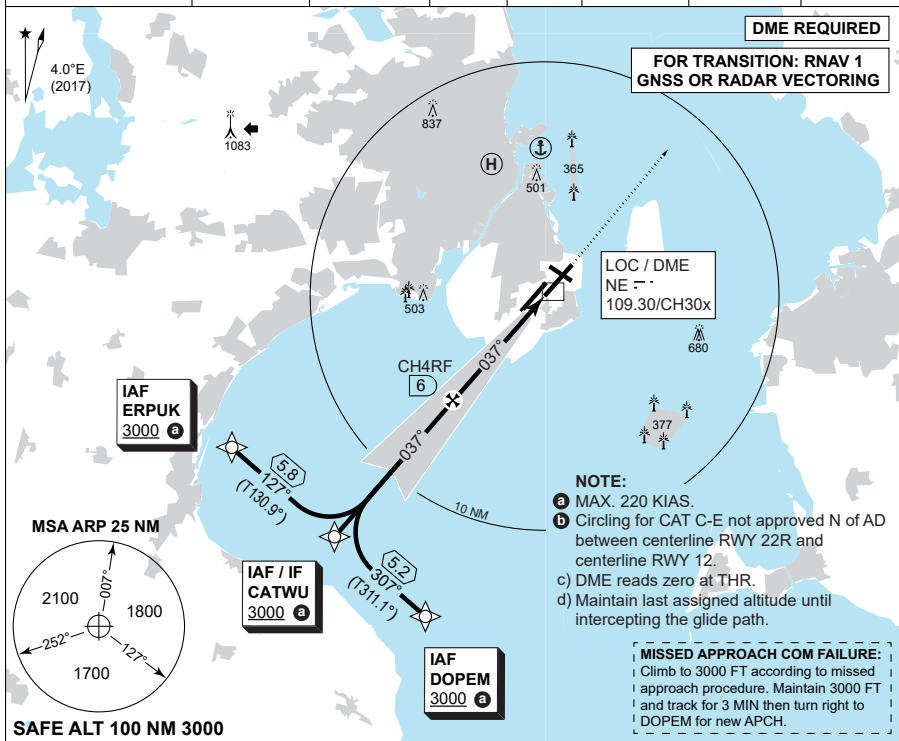 DME REQUIRED
FOR TRANSITION: RNAV 1
GNSS OR RADAR VECTORING
4.0°E
(2017)
1083
837
H
501
365
LOC / DME
NE
109.30/CH30x
503
680
037°
CH4RF
6
037°
377
IAF
ERPUK
3000 a
5.8
127°
(T130.9°)
10 NM
NOTE:
a MAX. 220 KIAS.
b Circling for CAT C-E not approved N of AD
between centerline RWY 22R and
centerline RWY 12.
c) DME reads zero at THR.
d) Maintain last assigned altitude until
intercepting the glide path.
MSA ARP 25 NM
007°
2100
1800
252°
127°
1700
SAFE ALT 100 NM 3000
IAF / IF
CATWU
3000 a
5.2
307°
(T311.1°)
IAF
DOPEM
3000 a
MISSED APPROACH COM FAILURE:
Climb to 3000 FT according to missed
approach procedure. Maintain 3000 FT
and track for 3 MIN then turn right to
DOPEM for new APCH.